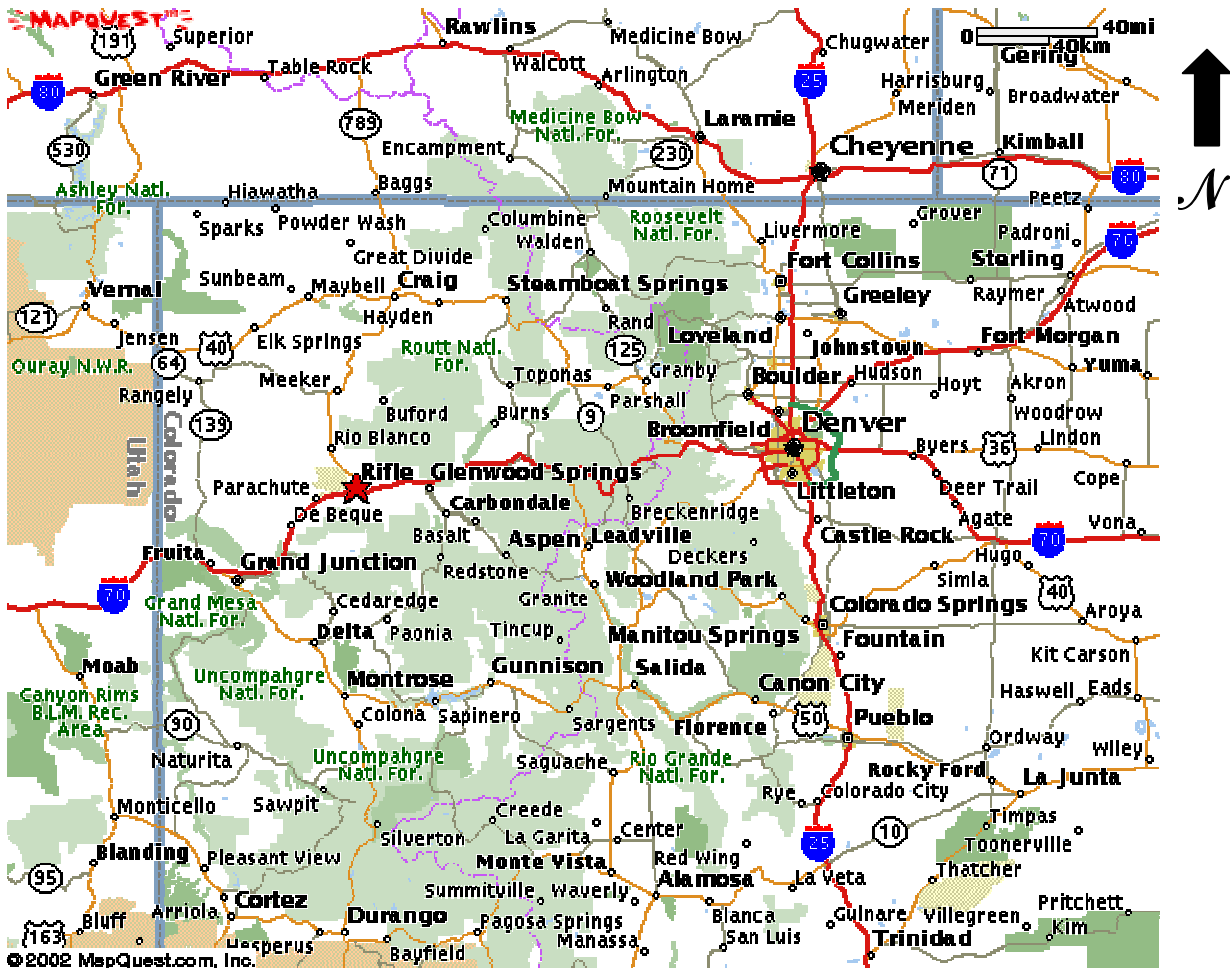 MAPQUEST
191
Superior
Rawlins
Medicine Bow
Chugwater
0
40mi
40km
Gering
Green River
Table Rock
Walcott
Arlington
25
Harrisburg
Meriden
Broadwater
80
789
Medicine Bow
Natl. For.
Laramie
Kimball
530
Encampment
230
Cheyenne
71
80
N
Ashley Natl.
For.
Hiawatha
Baggs
Mountain Home
Peetz
Sparks
Powder Wash
Columbine
Roosevelt
Natl. For.
Livermore
Grover
Padroni
70
Great Divide
Walden
Fort Collins
Sterling
Vernal
Sunbeam
Maybell
Craig
Steamboat Springs
Greeley
Raymer
Atwood
121
Jensen
Hayden
Rand
Loveland
Johnstown
Fort Morgan
40
Elk Springs
Routt Natl.
For.
125
Ouray N.W.R.
64
Meeker
Toponas
Granby
Boulder
Hudson
Hoyt
Akron
Yuma
Rangely
Buford
Burns
9
Parshall
Woodrow
139
Rio Blanco
Broomfield
Denver
Byers
36
Lindon
Utah
Colorado
Parachute
Rifle
Glenwood Springs
Littleton
Deer Trail
Cope
De Beque
Carbondale
Breckenridge
Agate
Vona
Basalt
Aspen
Leadville
Deckers
Castle Rock
70
Fruita
Grand Junction
Redstone
Woodland Park
Hugo
Simla
40
70
Grand Mesa
Natl. For.
Cedaredge
Granite
Colorado Springs
Aroya
Delta
Paonia
Tincup
Manitou Springs
Fountain
Moab
Uncompahgre
Natl. For.
Montrose
Gunnison
Salida
Canon City
Kit Carson
Canyon Rims
B.L.M. Rec.
Area
90
Colona
Sapinero
Sargents
Florence
50
Pueblo
Haswell
Eads
Naturita
Uncompahgre
Natl. For.
Saguache
Rio Grande
Natl. For.
Ordway
Wiley
Rocky Ford
La Junta
Monticello
Sawpit
Creede
Rye
Colorado City
Timpas
Silverton
La Garita
Center
25
10
Toonerville
Blanding
Pleasant View
Monte Vista
Red Wing
Thatcher
95
Summitville
Waverly
Alamosa
La Veta
Cortez
Pritchett
Bluff
Arriola
Durango
Pagosa Springs
Blanca
Gulnare
Villegreen
Kim
163
Hesperus
Bayfield
Manassa
San Luis
Trinidad
©2002 MapQuest.com, Inc.